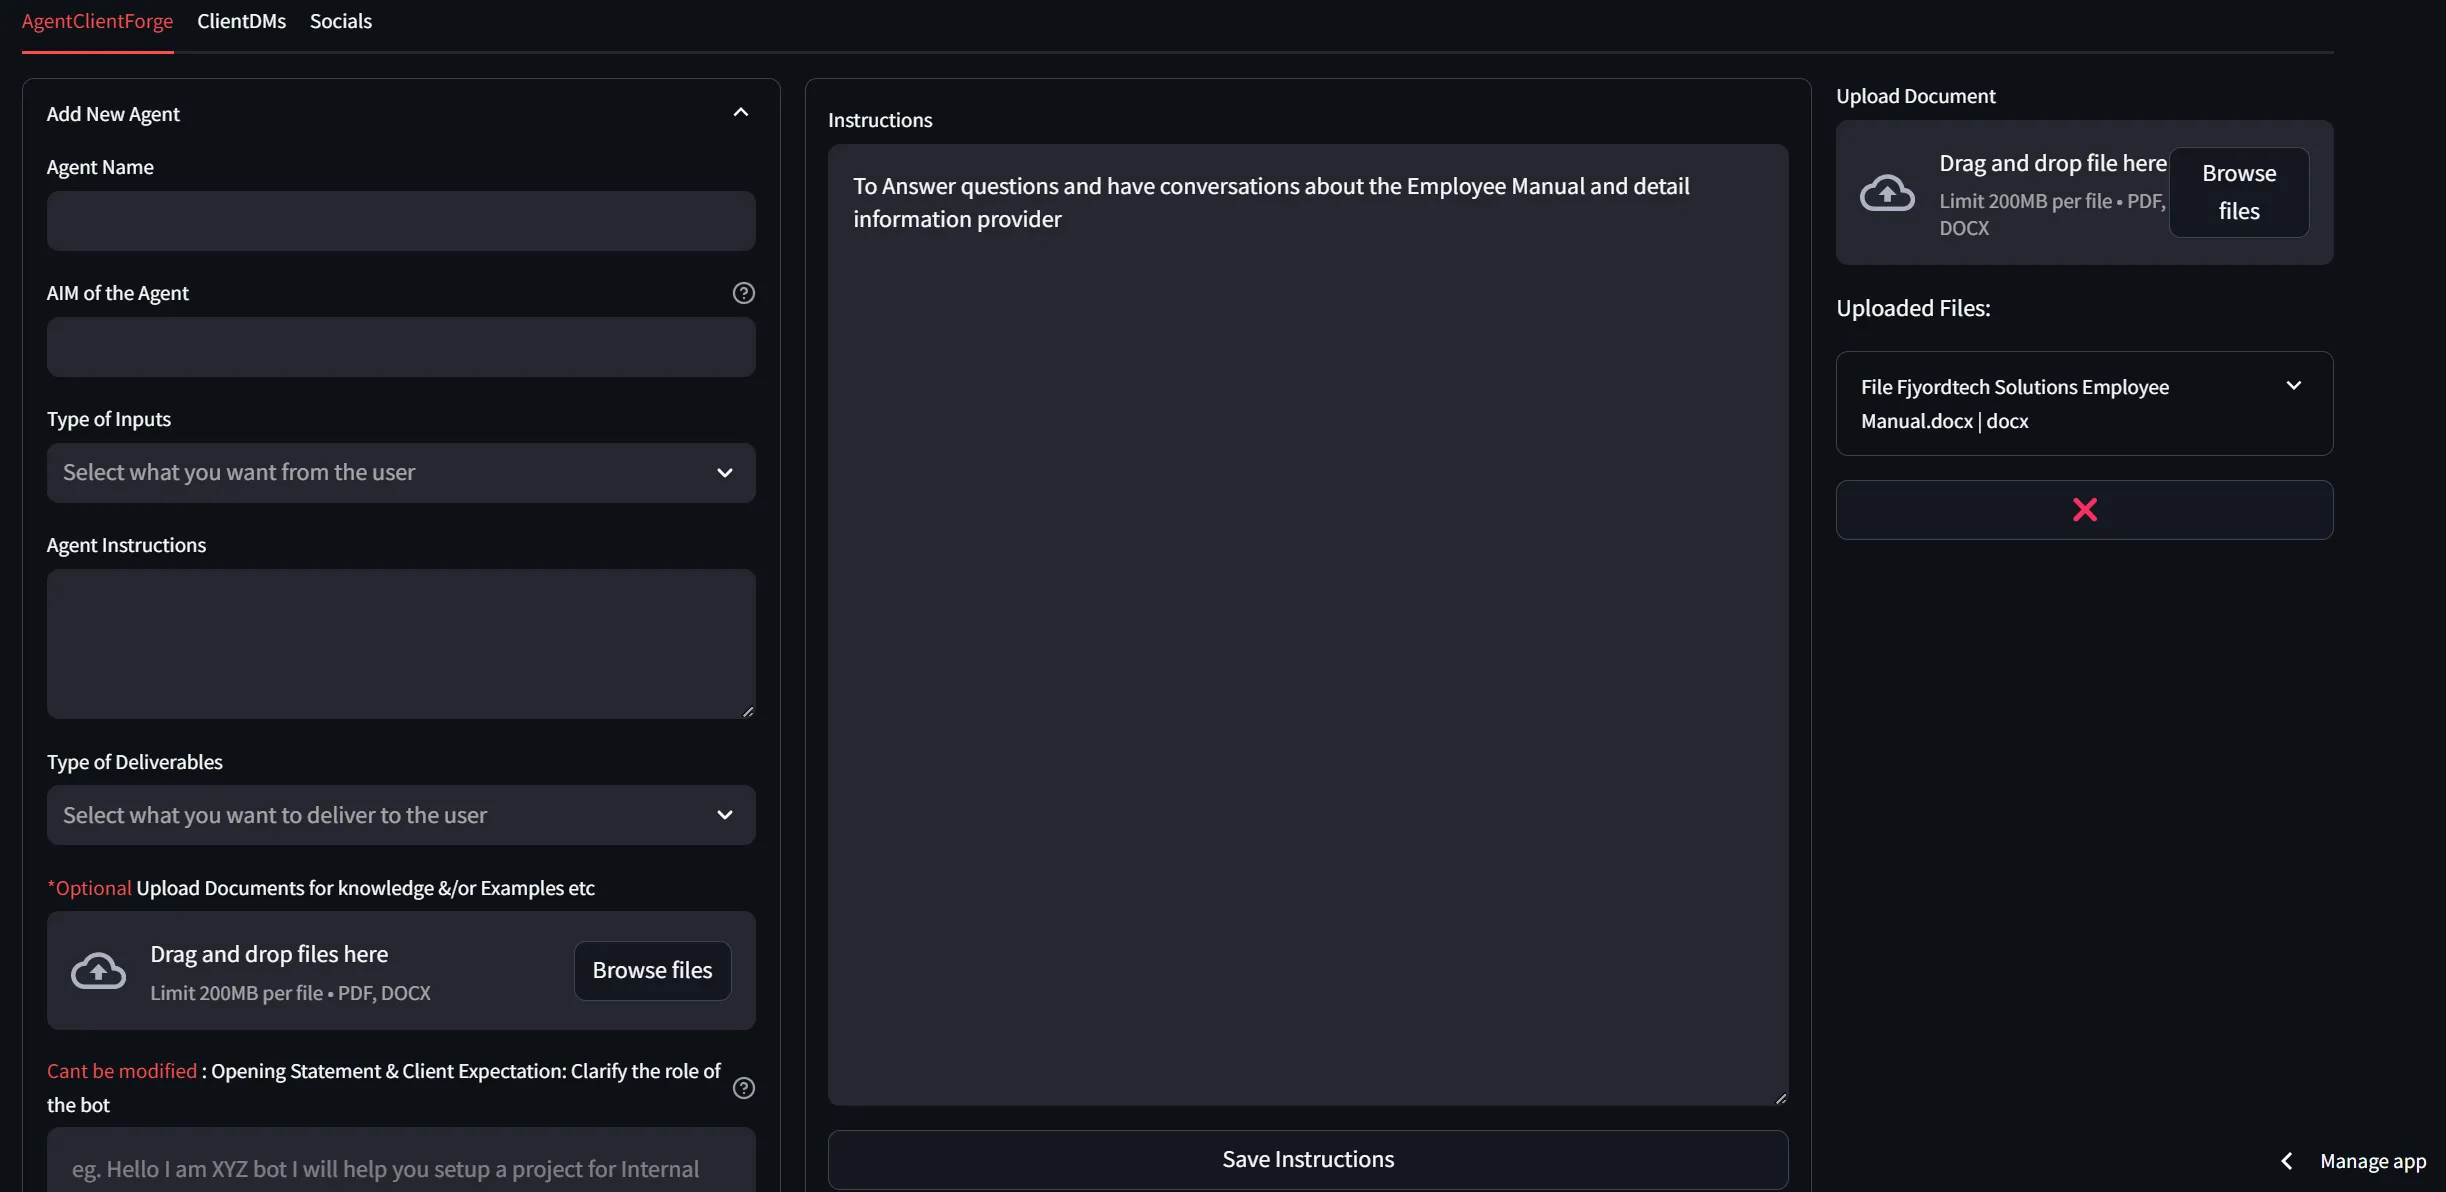 AgentClientForge ClientDMs Socials
Add New Agent
Agent Name
AIM of the Agent
Type of Inputs
Select what you want from the user
Agent Instructions
Type of Deliverables
Select what you want to deliver to the user
*Optional Upload Documents for knowledge &/or Examples etc
Drag and drop files here
Limit 200MB per file • PDF, DOCX
Browse files
Cant be modified : Opening Statement & Client Expectation: Clarify the role of
the bot
eg. Hello I am XYZ bot I will help you setup a project for Internal
Instructions
To Answer questions and have conversations about the Employee Manual and detail
information provider
Save Instructions
Upload Document
Drag and drop file here
Limit 200MB per file • PDF,
DOCX
Browse
files
Uploaded Files:
File Fjyordtech Solutions Employee
Manual.docx | docx
Manage app